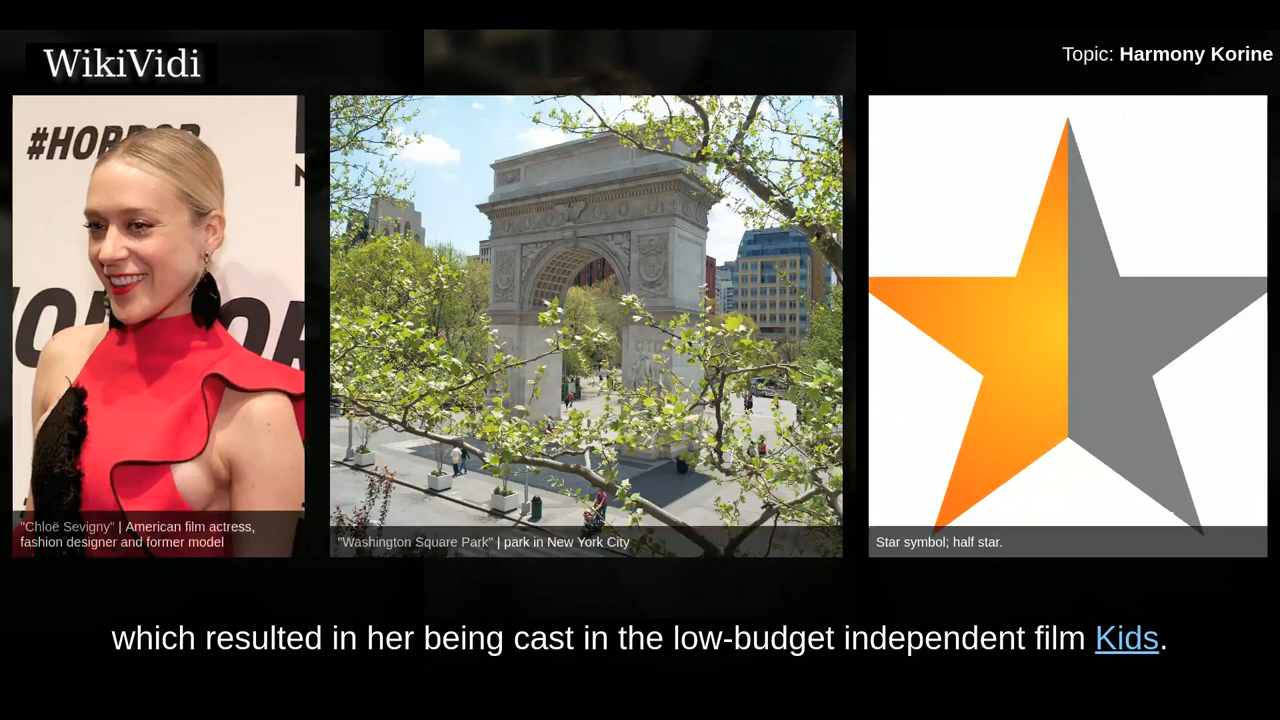 WikiVidi
Topic: Harmony Korine
#HORROR
"Chloë Sevigny" | American film actress,
fashion designer and former model
"Washington Square Park" | park in New York City
Star symbol; half star.
which resulted in her being cast in the low-budget independent film Kids.